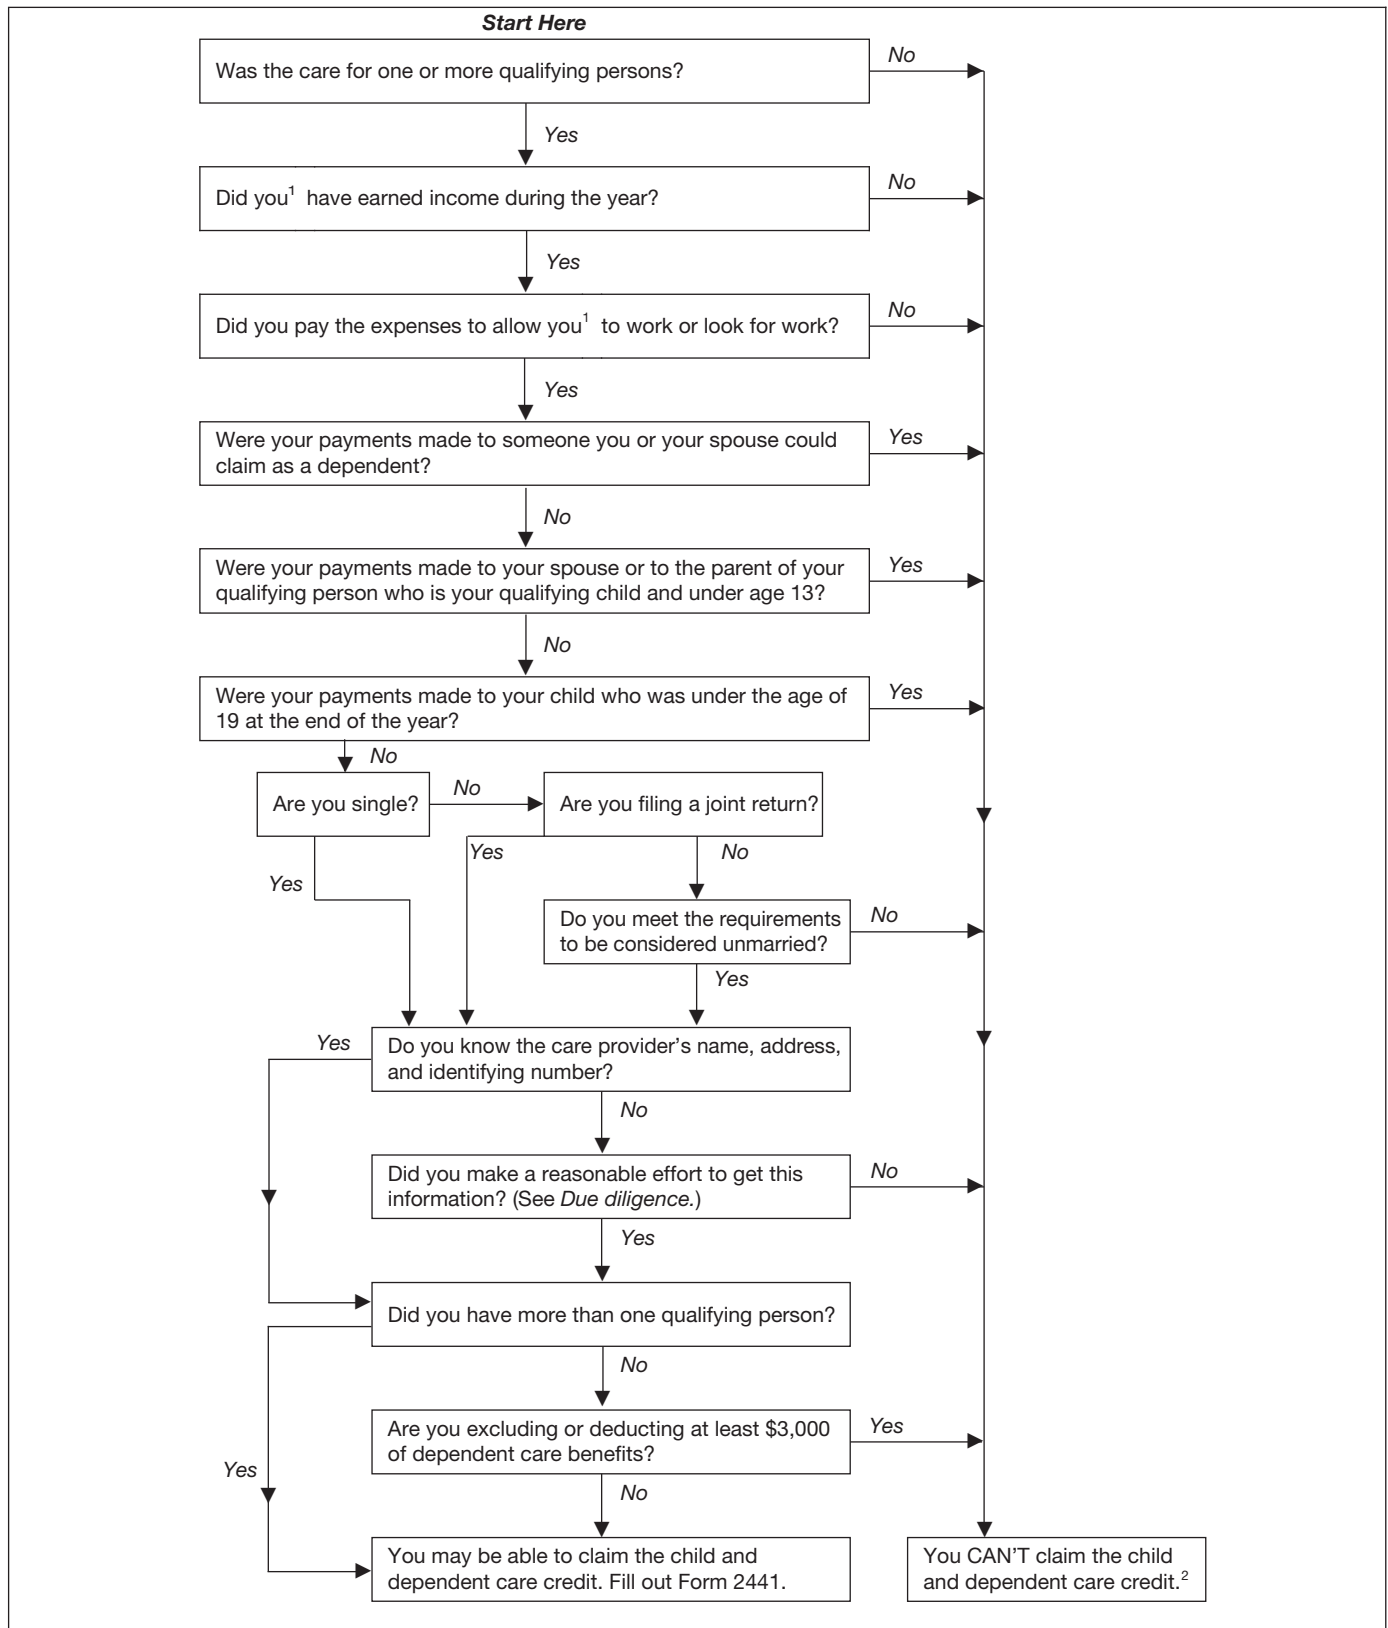 Start Here
Was the care for one or more qualifying persons?
No
Yes
Did you1 have earned income during the year?
No
Yes
Did you pay the expenses to allow you1 to work or look for work?
No
Yes
Were your payments made to someone you or your spouse could
claim as a dependent?
Yes
No
Were your payments made to your spouse or to the parent of your
qualifying person who is your qualifying child and under age 13?
Yes
No
Were your payments made to your child who was under the age of
19 at the end of the year?
Yes
No
Are you single?
No
Are you filing a joint return?
Yes
No
Yes
Do you meet the requirements
to be considered unmarried?
No
Yes
Yes
Do you know the care provider's name, address,
and identifying number?
No
Did you make a reasonable effort to get this
information? (See Due diligence.)
No
Yes
Did you have more than one qualifying person?
No
Are you excluding or deducting at least $3,000
of dependent care benefits?
Yes
Yes
No
You may be able to claim the child and
dependent care credit. Fill out Form 2441.
You CAN'T claim the child
and dependent care credit.2